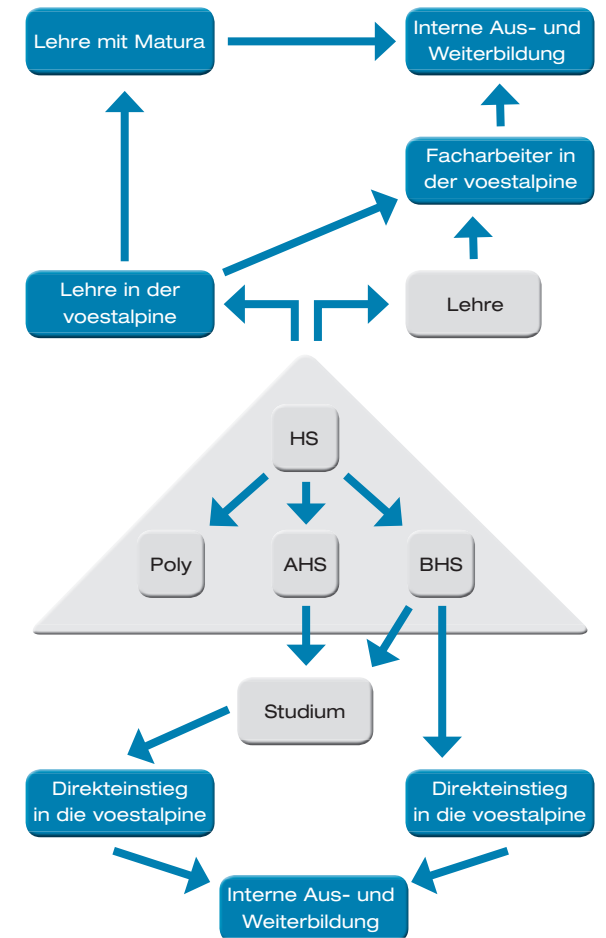 Lehre mit Matura
Interne Aus- und
Weiterbildung
Facharbeiter in
der voestalpine
Lehre in der
voestalpine
Lehre
HS
Poly
AHS
BHS
Studium
Direkteinstieg
in die voestalpine
Direkteinstieg
in die voestalpine
Interne Aus- und
Weiterbildung